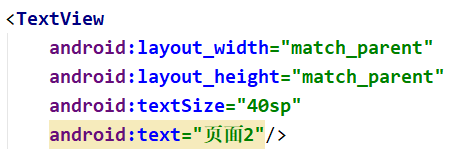 <TextView
android:layout_width="match_parent"
android:layout_height="match_parent"
android:textSize="40sp"
android:text="页面2"/>